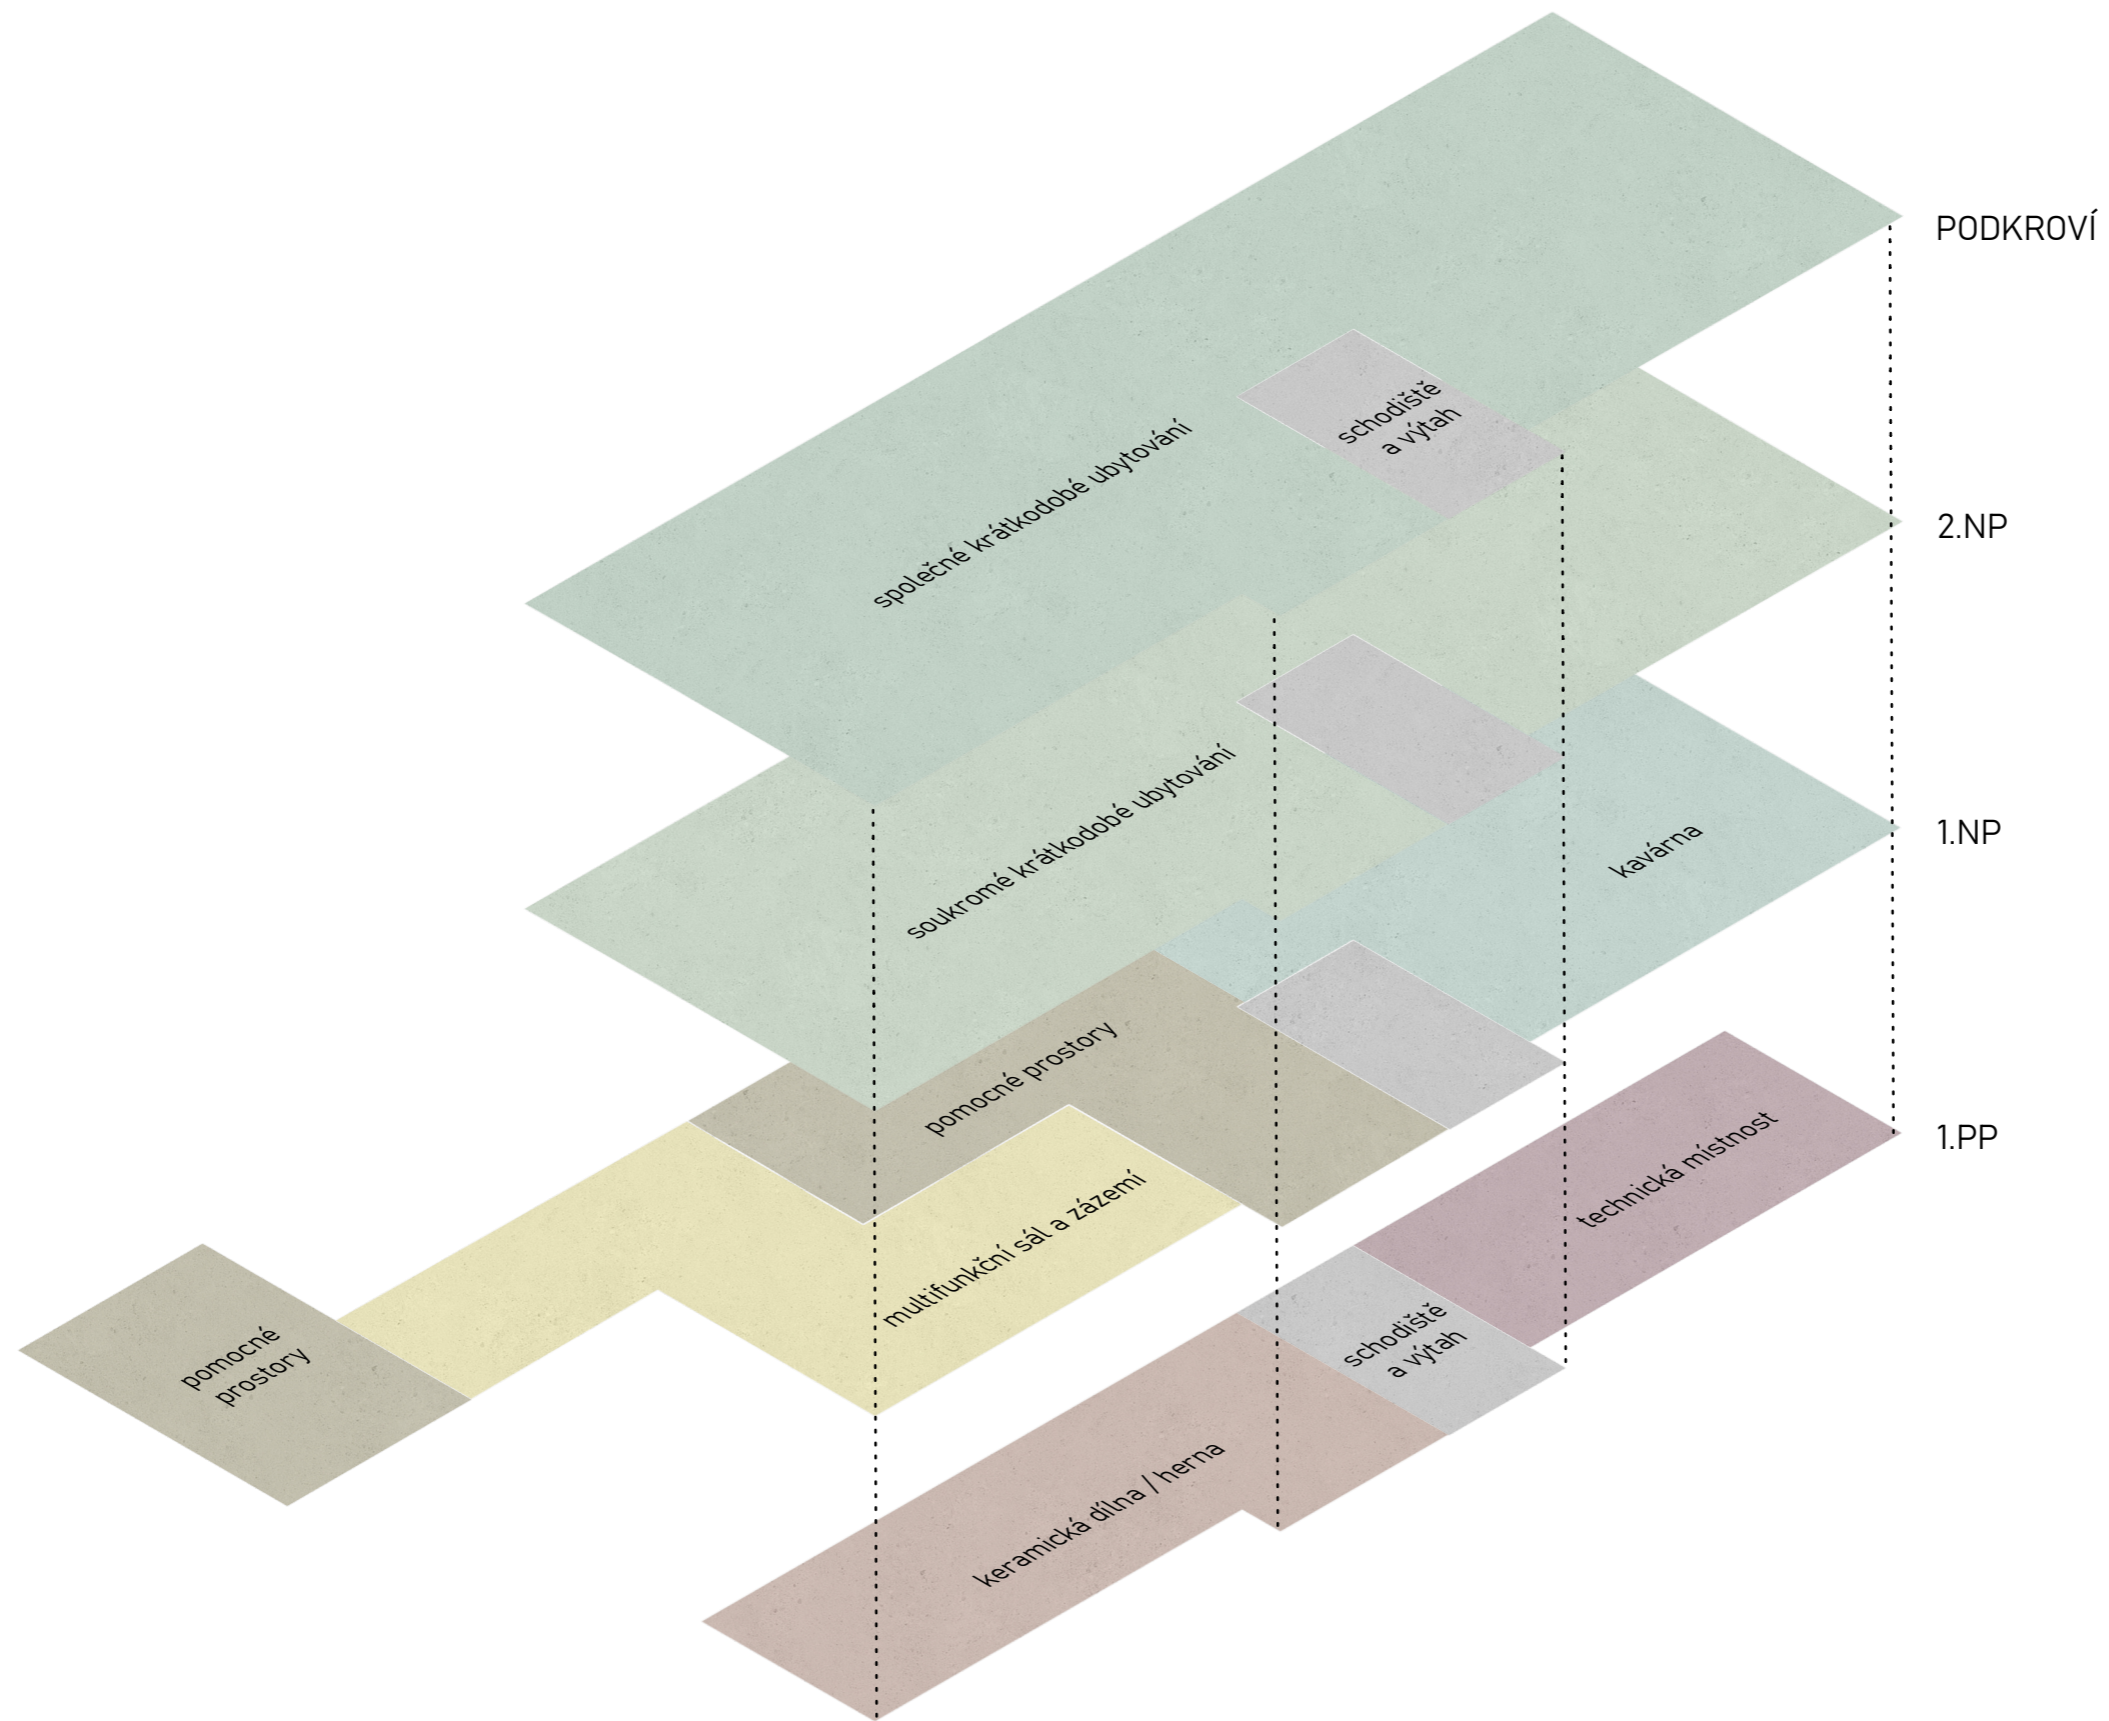 PODKROVÍ
schodiště
a výtah
společné krátkodobé ubytování
2.NP
soukromé krátkodobé ubytování
1.NP
kavárna
pomocné prostory
multifunkční sál a zázemí
pomocné
prostory
1.PP
technická místnost
schodiště
a výtah
keramická dílna / herna